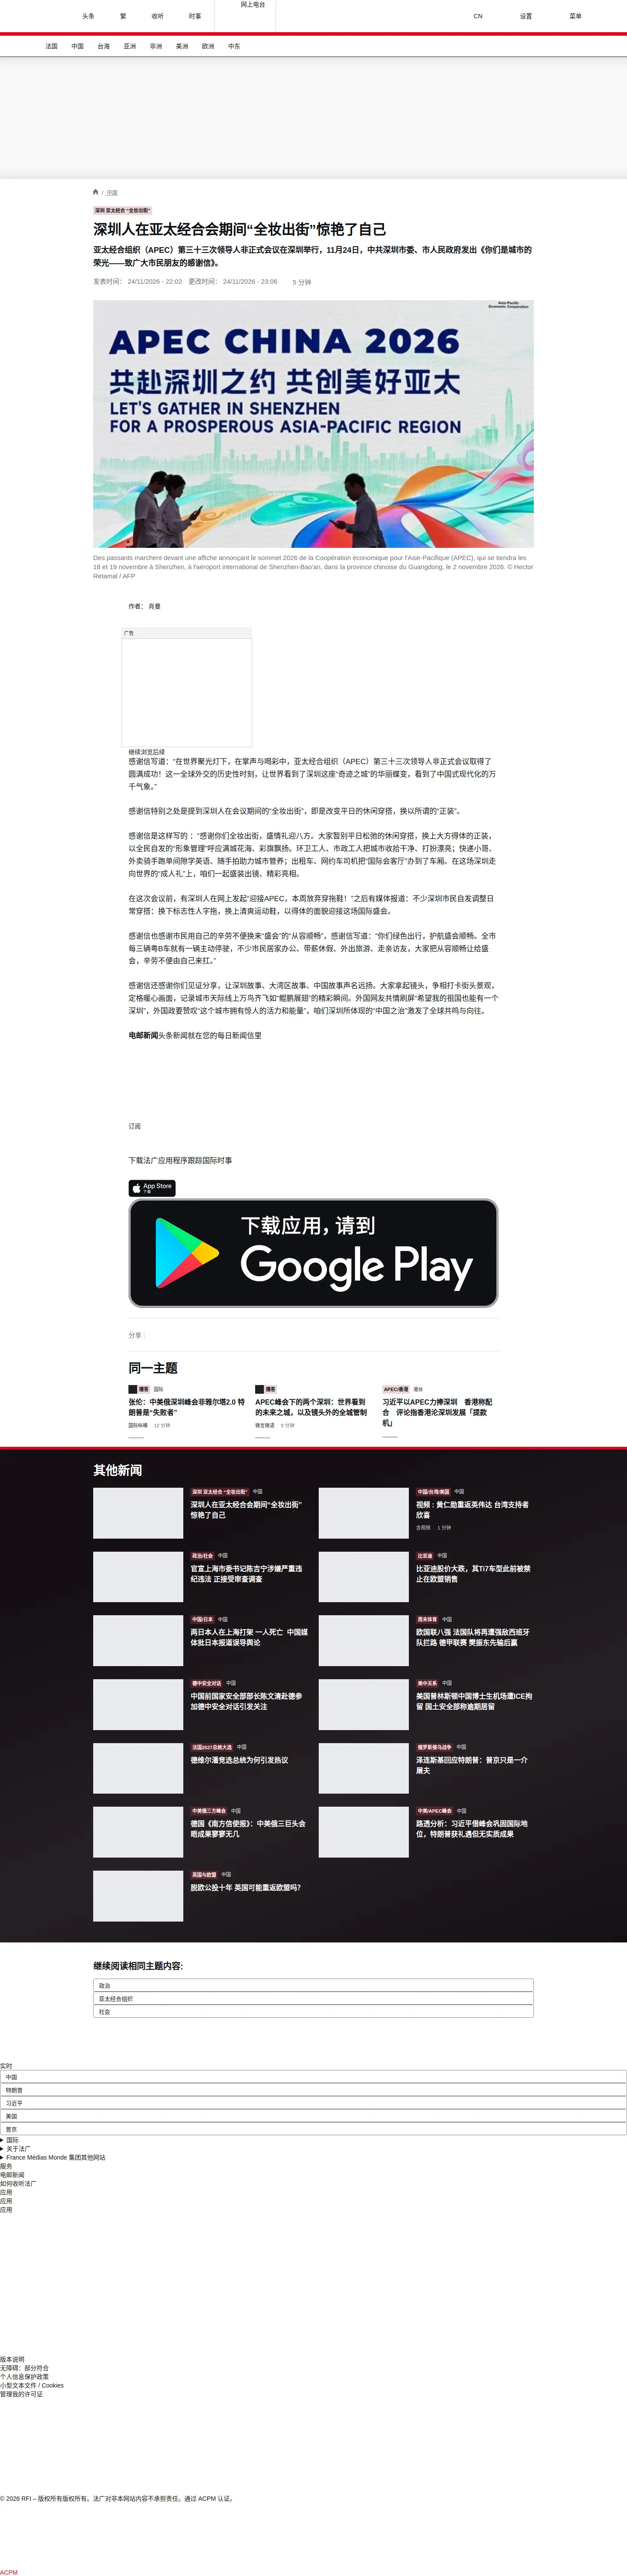 头条
繁
收听
时事
网上电台
CN
设置
菜单
法国
中国
台海
亚洲
非洲
美洲
欧洲
中东
/ 中国
深圳 亚太经合 “全妆出街”
深圳人在亚太经合会期间“全妆出街”惊艳了自己
亚太经合组织（APEC）第三十三次领导人非正式会议在深圳举行，11月24日，中共深圳市委、市人民政府发出《你们是城市的
荣光——致广大市民朋友的感谢信》。
发表时间： 24/11/2026 - 22:02 更改时间： 24/11/2026 - 23:06 5 分钟
Asia-Pacific
Economic Cooperation
APEC CHINA 2026
共赴深圳之约 共创美好亚太
LET'S GATHER IN SHENZHEN
FOR A PROSPEROUS ASIA-PACIFIC REGION
Des passants marchent devant une affiche annonçant le sommet 2026 de la Coopération économique pour l'Asie-Pacifique (APEC), qui se tiendra les
18 et 19 novembre à Shenzhen, à l'aéroport international de Shenzhen-Bao'an, dans la province chinoise du Guangdong, le 2 novembre 2026. © Hector
Retamal / AFP
作者： 肖曼
广告
继续浏览后续
感谢信写道：“在世界聚光灯下，在掌声与喝彩中，亚太经合组织（APEC）第三十三次领导人非正式会议取得了
圆满成功！这一全球外交的历史性时刻，让世界看到了深圳这座“奇迹之城”的华丽蝶变，看到了中国式现代化的万
千气象。”
感谢信特别之处是提到深圳人在会议期间的“全妆出街”，即是改变平日的休闲穿搭，换以所谓的“正装”。
感谢信是这样写的 ：“感谢你们全妆出街，盛情礼迎八方。大家暂别平日松弛的休闲穿搭，换上大方得体的正装，
以全民自发的“形象管理”呼应满城花海、彩旗飘扬。环卫工人、市政工人把城市收拾干净、打扮漂亮；快递小哥、
外卖骑手跑单间隙学英语、随手拍助力城市管养；出租车、网约车司机把“国际会客厅”办到了车厢。在这场深圳走
向世界的“成人礼”上，咱们一起盛装出镜、精彩亮相。
在这次会议前，有深圳人在网上发起“迎接APEC，本周放弃穿拖鞋！”之后有媒体报道：不少深圳市民自发调整日
常穿搭：换下标志性人字拖，换上清爽运动鞋，以得体的面貌迎接这场国际盛会。
感谢信也感谢市民用自己的辛劳不便换来“盛会”的“从容顺畅”，感谢信写道：“你们绿色出行，护航盛会顺畅。全市
每三辆粤B车就有一辆主动停驶，不少市民居家办公、带薪休假、外出旅游、走亲访友，大家把从容顺畅让给盛
会，辛劳不便由自己来扛。”
感谢信还感谢你们见证分享，让深圳故事、大湾区故事、中国故事声名远扬。大家拿起镜头，争相打卡街头景观，
定格暖心画面，记录城市天际线上万鸟齐飞如“鲲鹏展翅”的精彩瞬间。外国网友共情刷屏“希望我的祖国也能有一个
深圳”，外国政要赞叹“这个城市拥有惊人的活力和能量”，咱们深圳所体现的“中国之治”激发了全球共鸣与向往。
电邮新闻头条新闻就在您的每日新闻信里
订阅
下载法广应用程序跟踪国际时事
App Store
下载
下载应用，请到
Google Play
分享 :
同一主题
播客 国际
张伦：中美俄深圳峰会非雅尔塔2.0 特
朗普是“失败者”
国际纵横 12 分钟
播客
APEC峰会下的两个深圳：世界看到
的未来之城，以及镜头外的全城管制
微言微语 9 分钟
APEC/香港 港台
习近平以APEC力捧深圳 香港称配
合 评论指香港沦深圳发展「提款
机」
其他新闻
深圳 亚太经合 “全妆出街” 中国
深圳人在亚太经合会期间“全妆出街”
惊艳了自己
中国/台湾/美国 中国
视频：黄仁勋重返英伟达 台湾支持者
欣喜
法视频 1 分钟
政治/社会 中国
官宣上海市委书记陈吉宁涉嫌严重违
纪违法 正接受审查调查
比亚迪 中国
比亚迪股价大跌，其Ti7车型此前被禁
止在欧盟销售
中国/日本 中国
两日本人在上海打架 一人死亡 中国媒
体批日本报道误导舆论
周末体育 中国
欧国联八强 法国队将再遭强敌西班牙
队拦路 德甲联赛 樊振东先输后赢
德中安全对话 中国
中国前国家安全部部长陈文清赴德参
加德中安全对话引发关注
美中关系 中国
美国普林斯顿中国博士生机场遭ICE拘
留 国土安全部称逾期居留
法国2027总统大选 中国
德维尔潘竞选总统为何引发热议
俄罗斯侵乌战争 中国
泽连斯基回应特朗普：普京只是一介
屠夫
中美俄三方峰会 中国
德国《南方信使报》：中美俄三巨头会
晤成果寥寥无几
中美/APEC峰会 中国
路透分析：习近平借峰会巩固国际地
位，特朗普获礼遇但无实质成果
英国与欧盟 中国
脱欧公投十年 英国可能重返欧盟吗？
继续阅读相同主题内容:
政治
亚太经合组织
社会
实时
中国
特朗普
习近平
美国
普京
国际
关于法广
France Médias Monde 集团其他网站
服务
电邮新闻
如何收听法广
应用
应用
应用
版本说明
无障碍：部分符合
个人信息保护政策
小型文本文件 / Cookies
管理我的许可证
© 2026 RFI – 版权所有版权所有。法广对非本网站内容不承担责任。通过 ACPM 认证。
ACPM